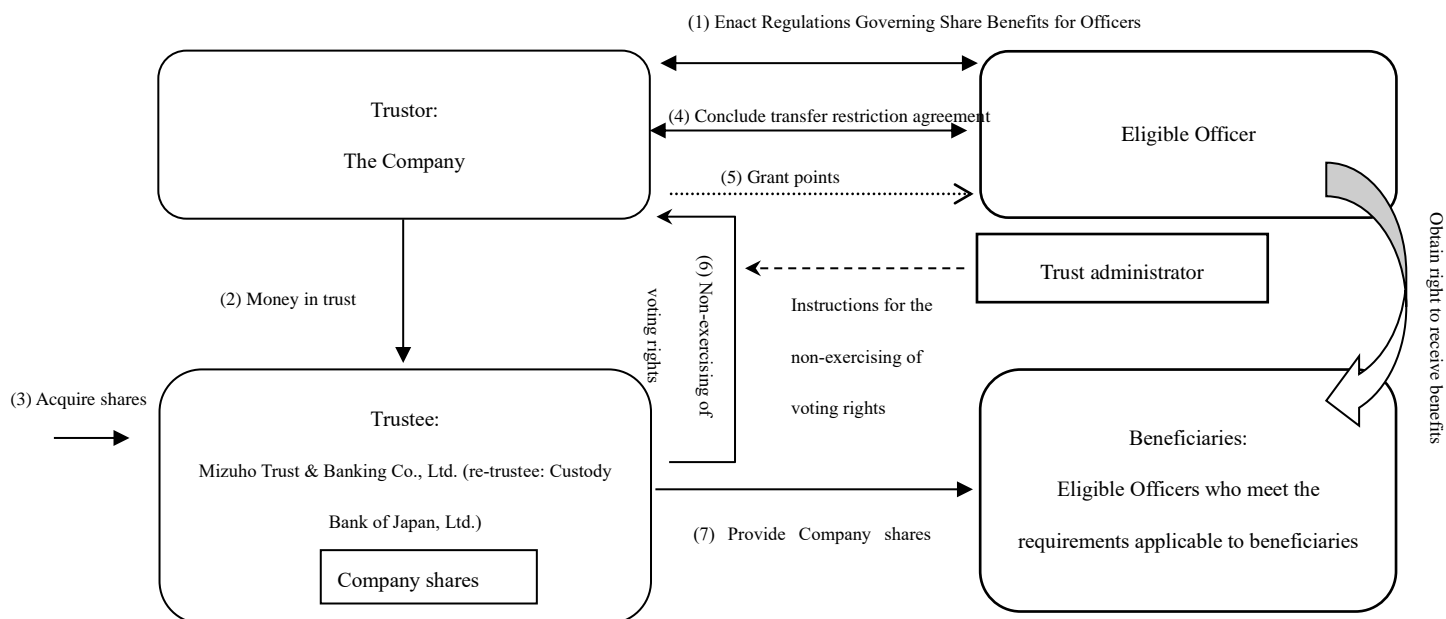 (1) Enact Regulations Governing Share Benefits for Officers
Trustor:
The Company
(4) Conclude transfer restriction agreement
Eligible Officer
(5) Grant points
Trust administrator
Obtain right to receive benefits
(2) Money in trust
(6) Non-exercising of
voting rights
Instructions for the
non-exercising of
voting rights
(3) Acquire shares
Trustee:
Mizuho Trust & Banking Co., Ltd. (re-trustee: Custody
Bank of Japan, Ltd.)
Company shares
(7) Provide Company shares
Beneficiaries:
Eligible Officers who meet the
requirements applicable to beneficiaries